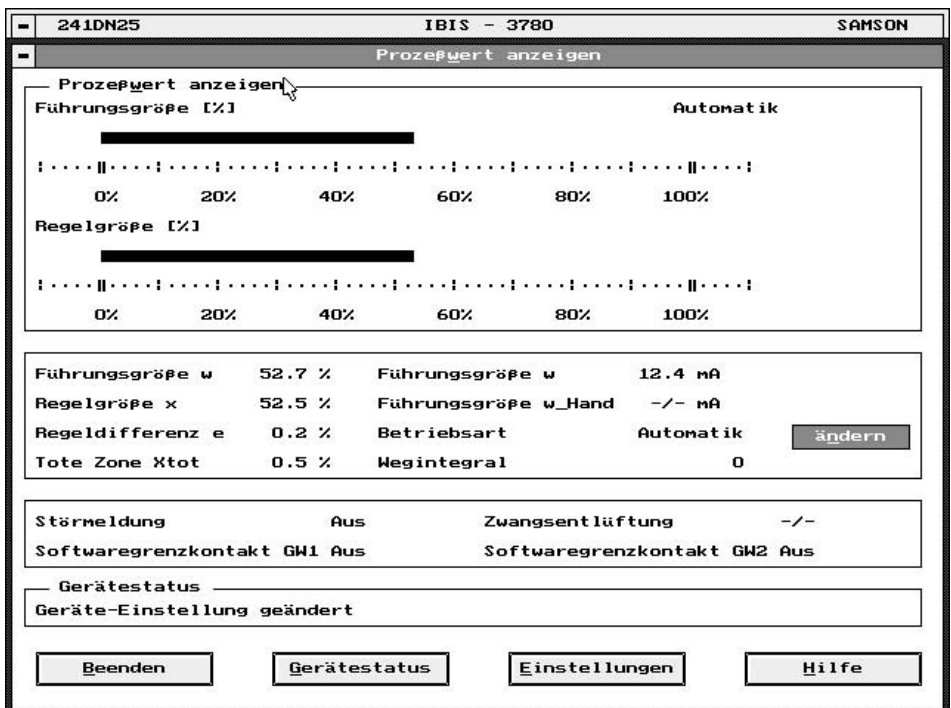 241DN25 IBIS - 3780 SAMSON
Prozeßwert anzeigen
Prozeßwert anzeigen
Führungsgröße [%] Automatik
0% 20% 40% 60% 80% 100%
Regelgröße [%]
0% 20% 40% 60% 80% 100%
Führungsgröße w 52.7 % Führungsgröße w 12.4 mA
Regelgröße x 52.5 % Führungsgröße w_Hand -/- mA
Regeldifferenz e 0.2 % Betriebsart Automatik ändern
Tote Zone Xtot 0.5 % Wegintegral 0
Störmeldung Aus Zwangsentlüftung -/-
Softwaregrenzkontakt GW1 Aus Softwaregrenzkontakt GW2 Aus
Gerätestatus
Geräte-Einstellung geändert
Beenden Gerätestatus Einstellungen Hilfe